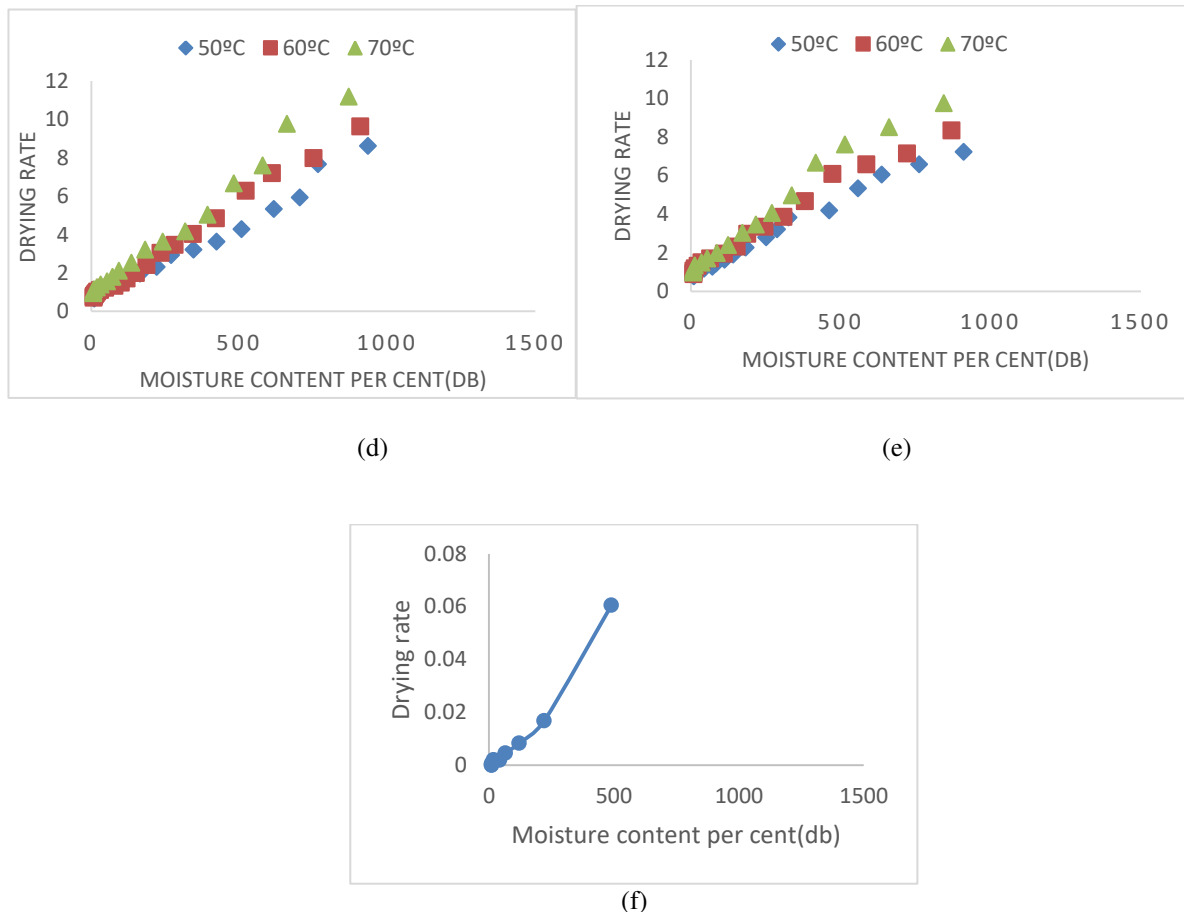 50ºC 60ºC 70ºC
12
10
8
6
4
2
0
DRYING RATE
0 500 1000 1500
MOISTURE CONTENT PER CENT(DB)
(d)
50ºC 60ºC 70ºC
12
10
8
6
4
2
0
DRYING RATE
0 500 1000 1500
MOISTURE CONTENT PER CENT(DB)
(e)
0.08
0.06
0.04
0.02
0
Drying rate
0 500 1000 1500
Moisture content per cent(db)
(f)